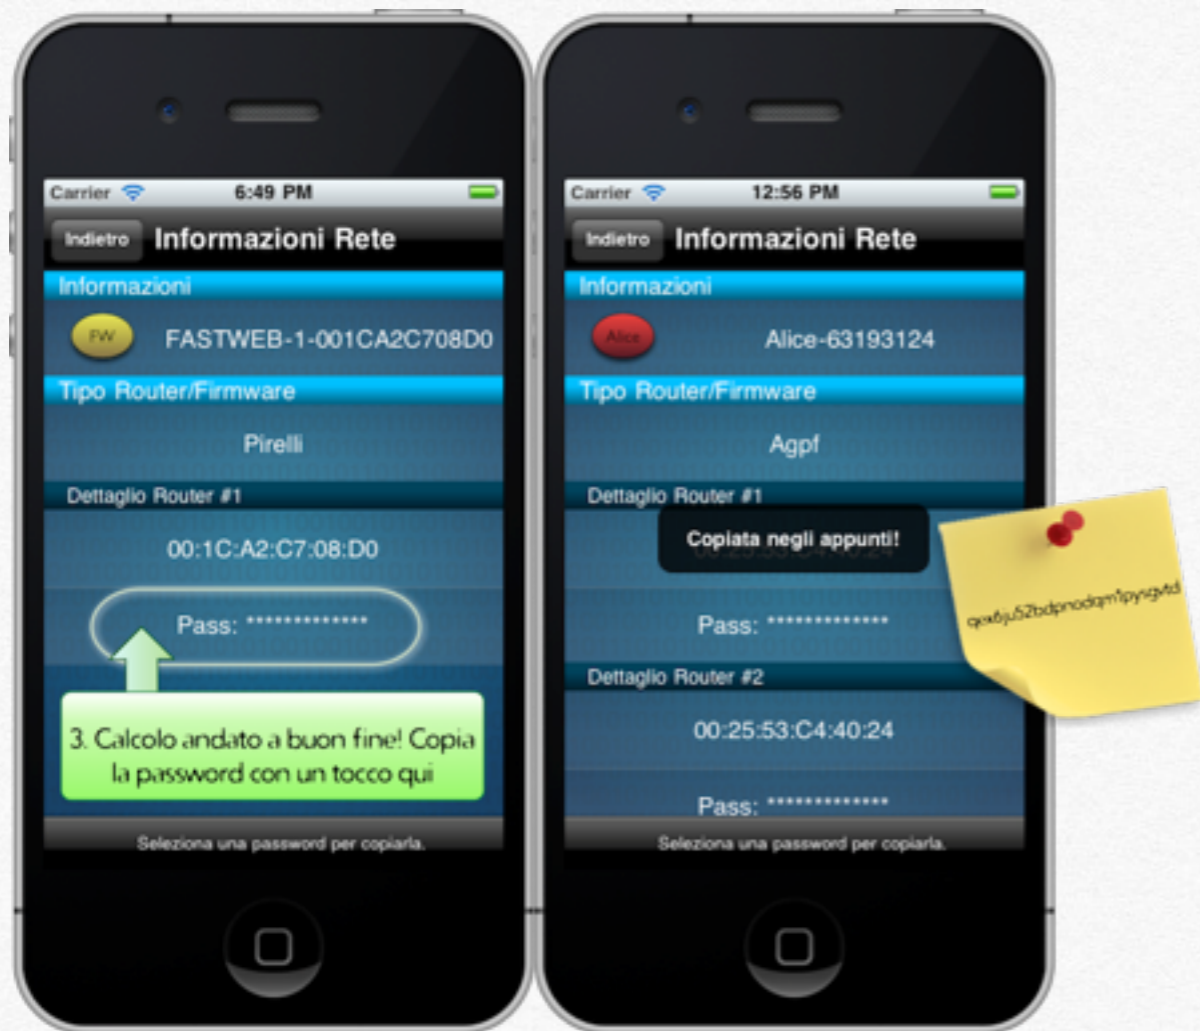 Carrier 6:49 PM
Indietro Informazioni Rete
Informazioni
FW FASTWEB-1-001CA2C708D0
Tipo Router/Firmware
Pirelli
Dettaglio Router #1
00:1C:A2:C7:08:D0
Pass: *************
3. Calcolo andato a buon fine! Copia
la password con un tocco qui
Seleziona una password per copiarla.
Carrier 12:56 PM
Indietro Informazioni Rete
Informazioni
Alice Alice-63193124
Tipo Router/Firmware
Agpf
Dettaglio Router #1
Copiata negli appunti!
Pass: *************
Dettaglio Router #2
00:25:53:C4:40:24
Pass: *************
Seleziona una password per copiarla.